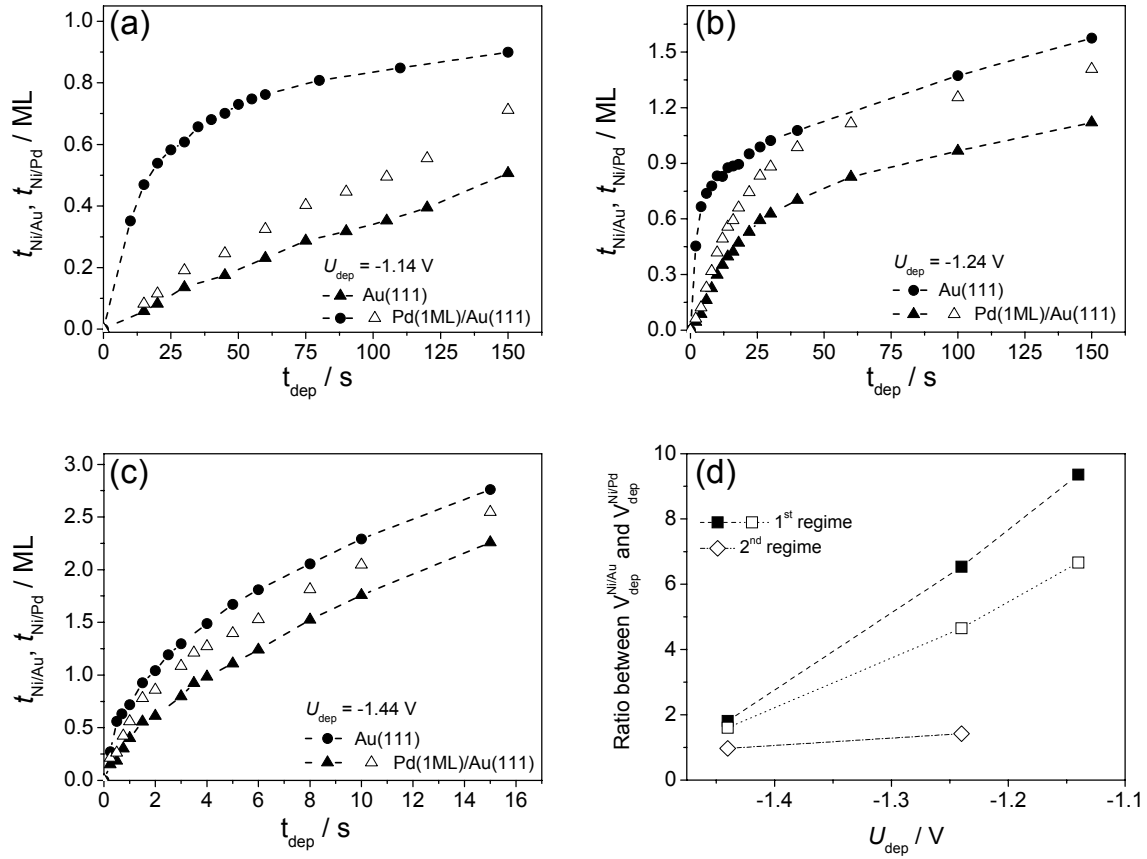 (a)
t_Ni/Au, t_Ni/Pd / ML
1.0
0.8
0.6
0.4
0.2
0.0
U_dep = -1.14 V
Au(111)
Pd(1ML)/Au(111)
0 25 50 75 100 125 150
t_dep / s
(b)
t_Ni/Au, t_Ni/Pd / ML
1.5
1.2
0.9
0.6
0.3
0.0
U_dep = -1.24 V
Au(111)
Pd(1ML)/Au(111)
0 25 50 75 100 125 150
t_dep / s
(c)
t_Ni/Au, t_Ni/Pd / ML
3.0
2.5
2.0
1.5
1.0
0.5
0.0
U_dep = -1.44 V
Au(111)
Pd(1ML)/Au(111)
0 2 4 6 8 10 12 14 16
t_dep / s
(d)
Ratio between V_dep^Ni/Au and V_dep^Ni/Pd
10
8
6
4
2
0
1st regime
2nd regime
-1.4 -1.3 -1.2 -1.1
U_dep / V